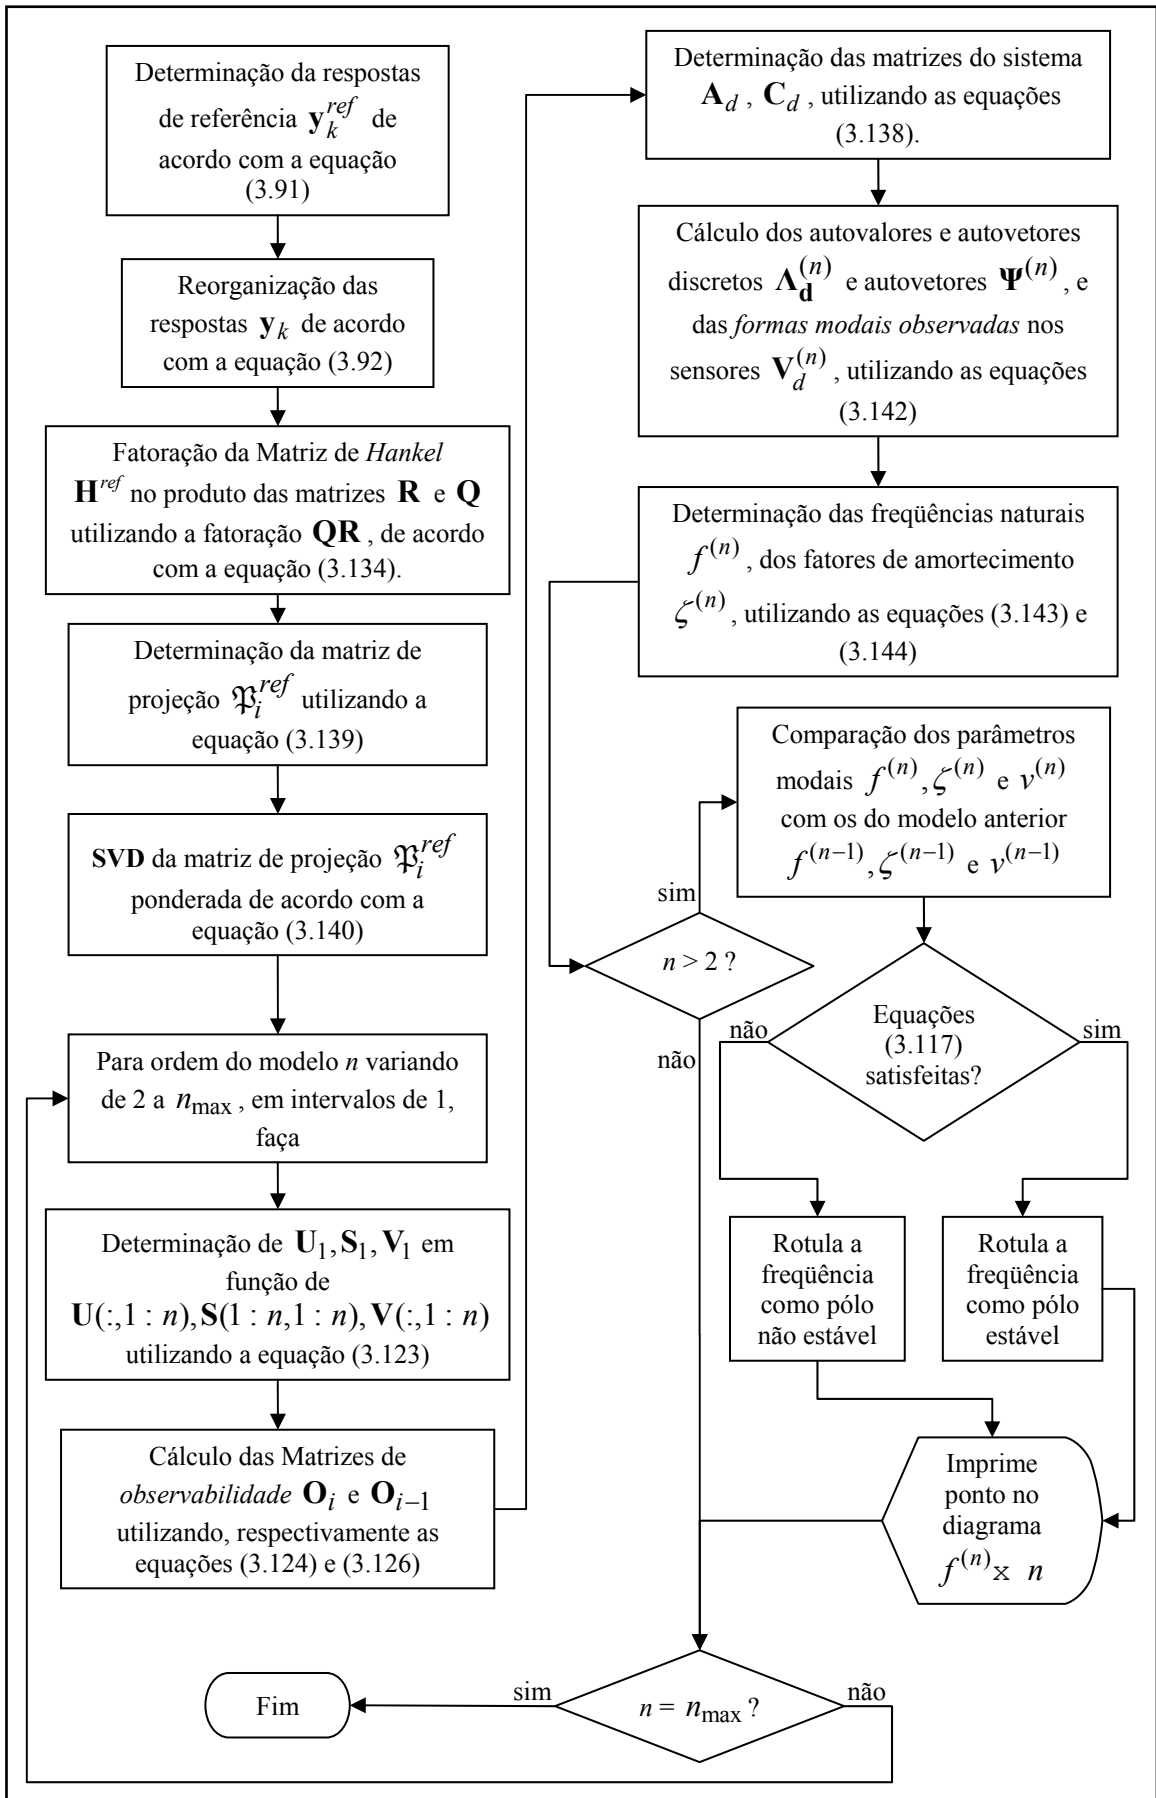 Determinação da respostas
de referência y_k^{ref} de
acordo com a equação
(3.91)
Reorganização das
respostas y_k de acordo
com a equação (3.92)
Fatoração da Matriz de Hankel
H^{ref} no produto das matrizes R e Q
utilizando a fatoração QR , de acordo
com a equação (3.134).
Determinação da matriz de
projeção 𝔓_i^{ref} utilizando a
equação (3.139)
SVD da matriz de projeção 𝔓_i^{ref}
ponderada de acordo com a
equação (3.140)
Para ordem do modelo n variando
de 2 a n_{max} , em intervalos de 1,
faça
Determinação de U_1, S_1, V_1 em
função de
U(:,1 : n), S(1 : n,1 : n), V(:,1 : n)
utilizando a equação (3.123)
Cálculo das Matrizes de
observabilidade O_i e O_{i−1}
utilizando, respectivamente as
equações (3.124) e (3.126)
Determinação das matrizes do sistema
A_d , C_d , utilizando as equações
(3.138).
Cálculo dos autovalores e autovetores
discretos Λ_d^{(n)} e autovetores Ψ^{(n)} , e
das formas modais observadas nos
sensores V_d^{(n)} , utilizando as equações
(3.142)
Determinação das freqüências naturais
f^{(n)} , dos fatores de amortecimento
ζ^{(n)} , utilizando as equações (3.143) e
(3.144)
Comparação dos parâmetros
modais f^{(n)}, ζ^{(n)} e v^{(n)}
com os do modelo anterior
f^{(n−1)}, ζ^{(n−1)} e v^{(n−1)}
sim
n > 2 ?
não
Equações
(3.117)
satisfeitas?
não
sim
Rotula a
freqüência
como pólo
não estável
Rotula a
freqüência
como pólo
estável
Imprime
ponto no
diagrama
f^{(n)} x n
n = n_{max} ?
sim
não
Fim